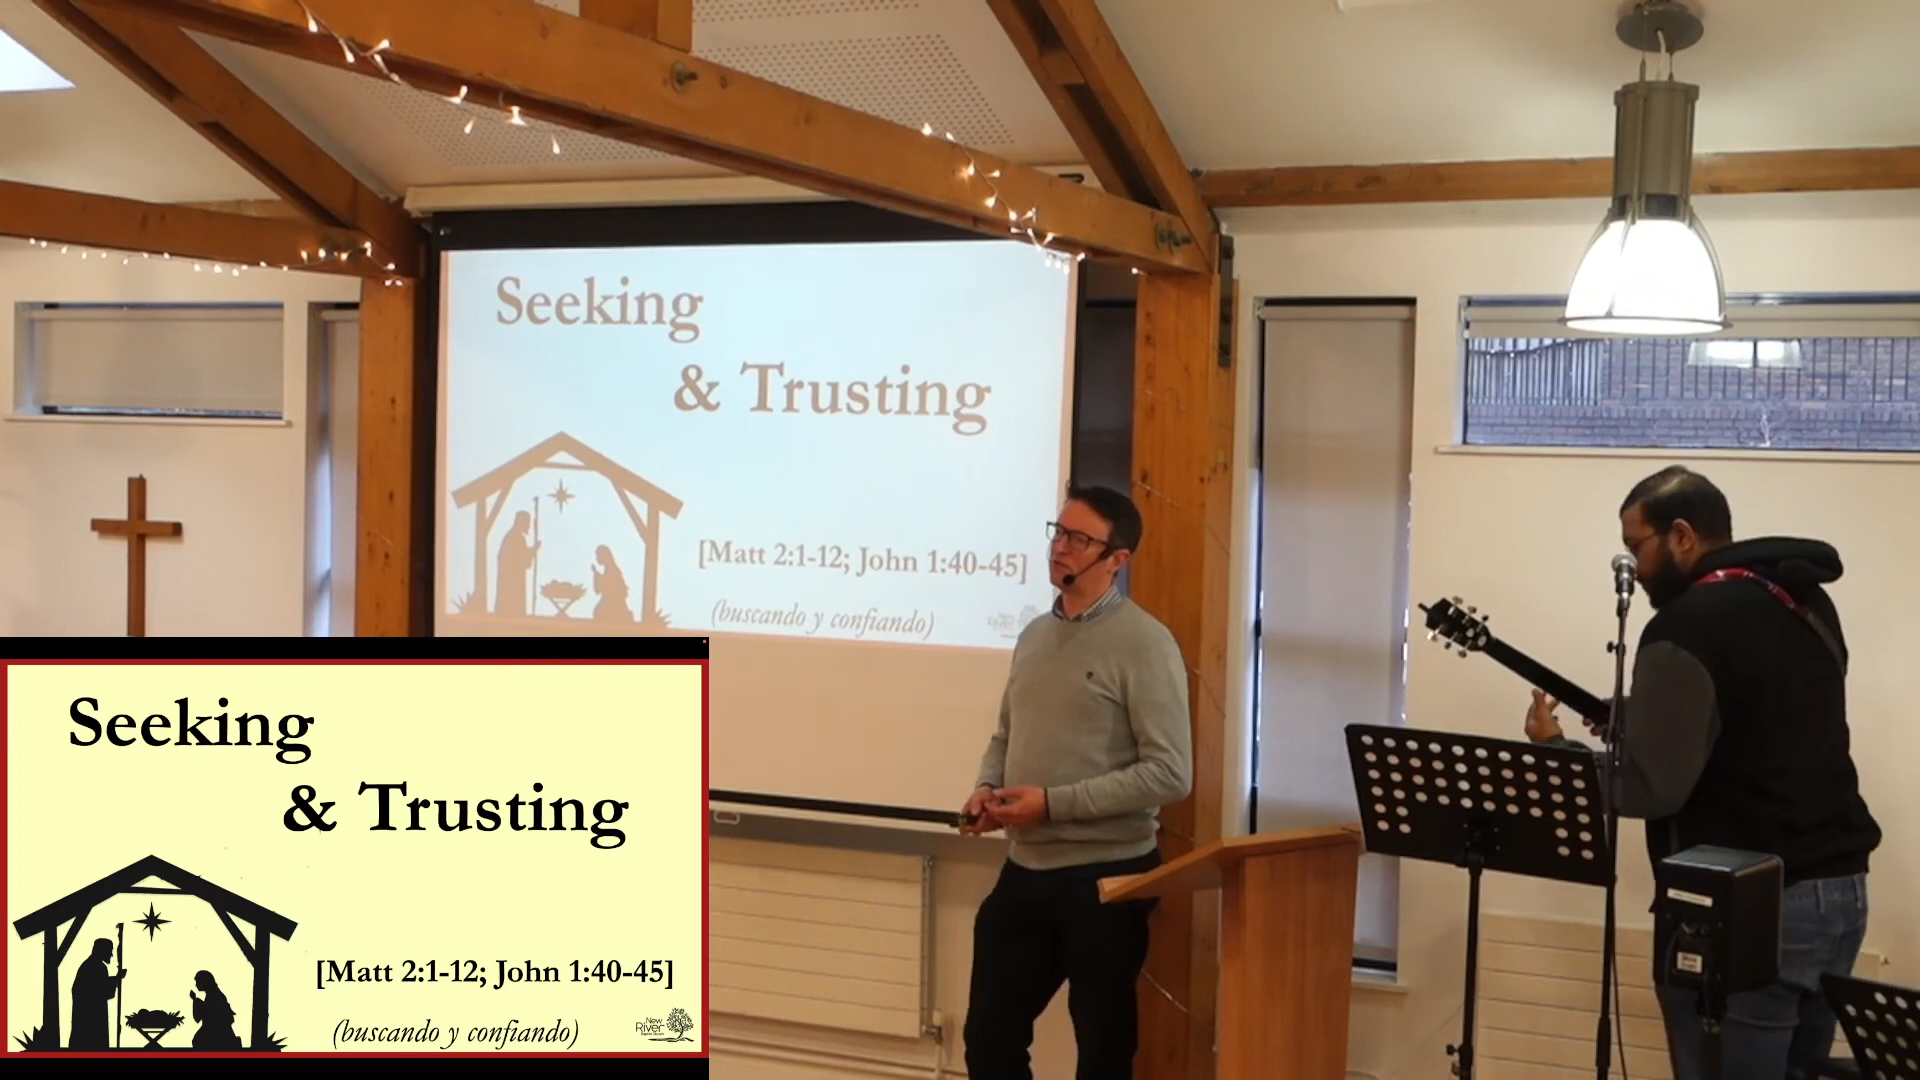 Seeking
& Trusting
[Matt 2:1-12; John 1:40-45]
(buscando y confiando)
Seeking
& Trusting
[Matt 2:1-12; John 1:40-45]
(buscando y confiando)
New
River